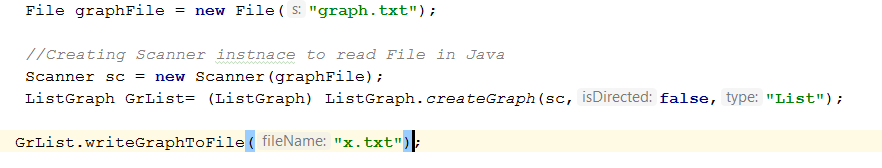 File graphFile = new File( s: "graph.txt");
//Creating Scanner instnace to read File in Java
Scanner sc = new Scanner(graphFile);
ListGraph GrList= (ListGraph) ListGraph.createGraph(sc, isDirected: false, type: "List");
GrList.writeGraphToFile( fileName: "x.txt");